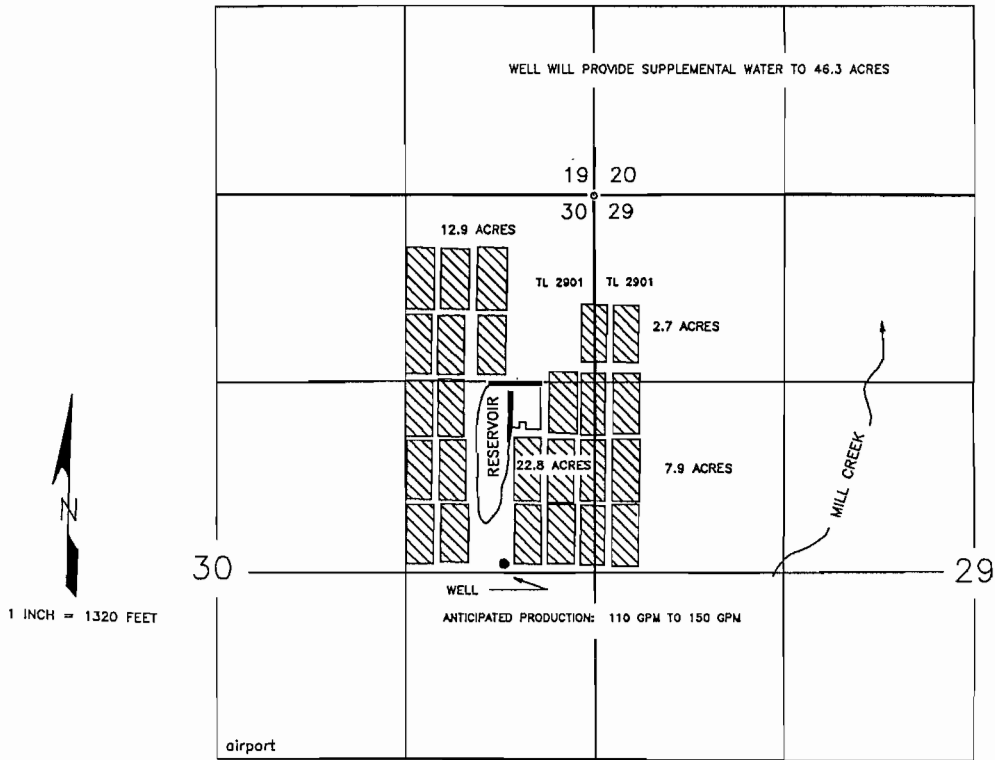 WELL WILL PROVIDE SUPPLEMENTAL WATER TO 46.3 ACRES
19 20
30 29
12.9 ACRES
TL 2901 TL 2901
2.7 ACRES
RESERVOIR
22.8 ACRES
7.9 ACRES
MILL CREEK
N
30
29
WELL
1 INCH = 1320 FEET
ANTICIPATED PRODUCTION: 110 GPM TO 150 GPM
airport